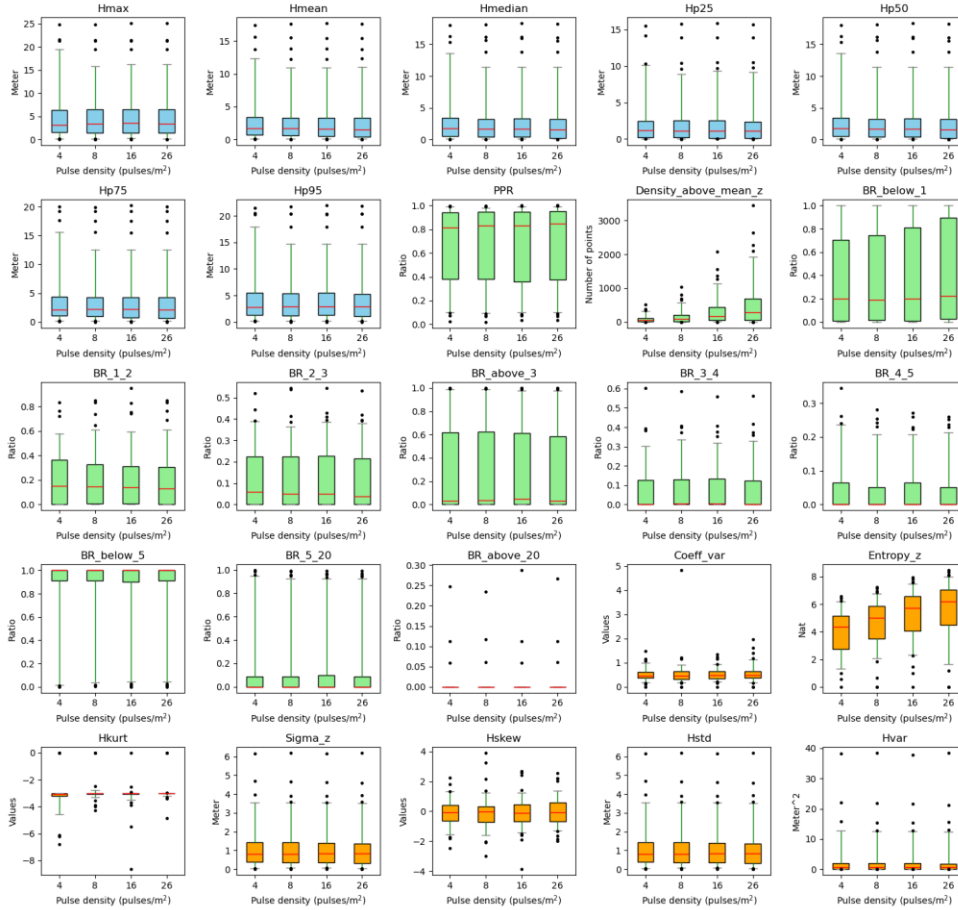 Hmax
Hmean
Hmedian
Hp25
Hp50
25
20
15
10
5
0
Meter
4 8 16 26
Pulse density (pulses/m²)
15
10
5
0
Meter
4 8 16 26
Pulse density (pulses/m²)
15
10
5
0
Meter
4 8 16 26
Pulse density (pulses/m²)
15
10
5
0
Meter
4 8 16 26
Pulse density (pulses/m²)
15
10
5
0
Meter
4 8 16 26
Pulse density (pulses/m²)
Hp75
Hp95
PPR
Density_above_mean_z
BR_below_1
20
15
10
5
0
Meter
4 8 16 26
Pulse density (pulses/m²)
20
15
10
5
0
Meter
4 8 16 26
Pulse density (pulses/m²)
1.0
0.8
0.6
0.4
0.2
0.0
Ratio
4 8 16 26
Pulse density (pulses/m²)
3000
2000
1000
0
Number of points
4 8 16 26
Pulse density (pulses/m²)
1.0
0.8
0.6
0.4
0.2
0.0
Ratio
4 8 16 26
Pulse density (pulses/m²)
BR_1_2
BR_2_3
BR_above_3
BR_3_4
BR_4_5
0.8
0.6
0.4
0.2
0.0
Ratio
4 8 16 26
Pulse density (pulses/m²)
0.5
0.4
0.3
0.2
0.1
0.0
Ratio
4 8 16 26
Pulse density (pulses/m²)
1.0
0.8
0.6
0.4
0.2
0.0
Ratio
4 8 16 26
Pulse density (pulses/m²)
0.6
0.5
0.4
0.3
0.2
0.1
0.0
Ratio
4 8 16 26
Pulse density (pulses/m²)
0.3
0.2
0.1
0.0
Ratio
4 8 16 26
Pulse density (pulses/m²)
BR_below_5
BR_5_20
BR_above_20
Coeff_var
Entropy_z
1.0
0.8
0.6
0.4
0.2
0.0
Ratio
4 8 16 26
Pulse density (pulses/m²)
1.0
0.8
0.6
0.4
0.2
0.0
Ratio
4 8 16 26
Pulse density (pulses/m²)
0.30
0.25
0.20
0.15
0.10
0.05
0.00
Ratio
4 8 16 26
Pulse density (pulses/m²)
5
4
3
2
1
0
Values
4 8 16 26
Pulse density (pulses/m²)
8
6
4
2
0
Nat
4 8 16 26
Pulse density (pulses/m²)
Hkurt
Sigma_z
Hskew
Hstd
Hvar
0
−2
−4
−6
−8
Values
4 8 16 26
Pulse density (pulses/m²)
6
5
4
3
2
1
0
Meter
4 8 16 26
Pulse density (pulses/m²)
4
2
0
−2
−4
Values
4 8 16 26
Pulse density (pulses/m²)
6
5
4
3
2
1
0
Meter
4 8 16 26
Pulse density (pulses/m²)
40
30
20
10
0
Meter^2
4 8 16 26
Pulse density (pulses/m²)